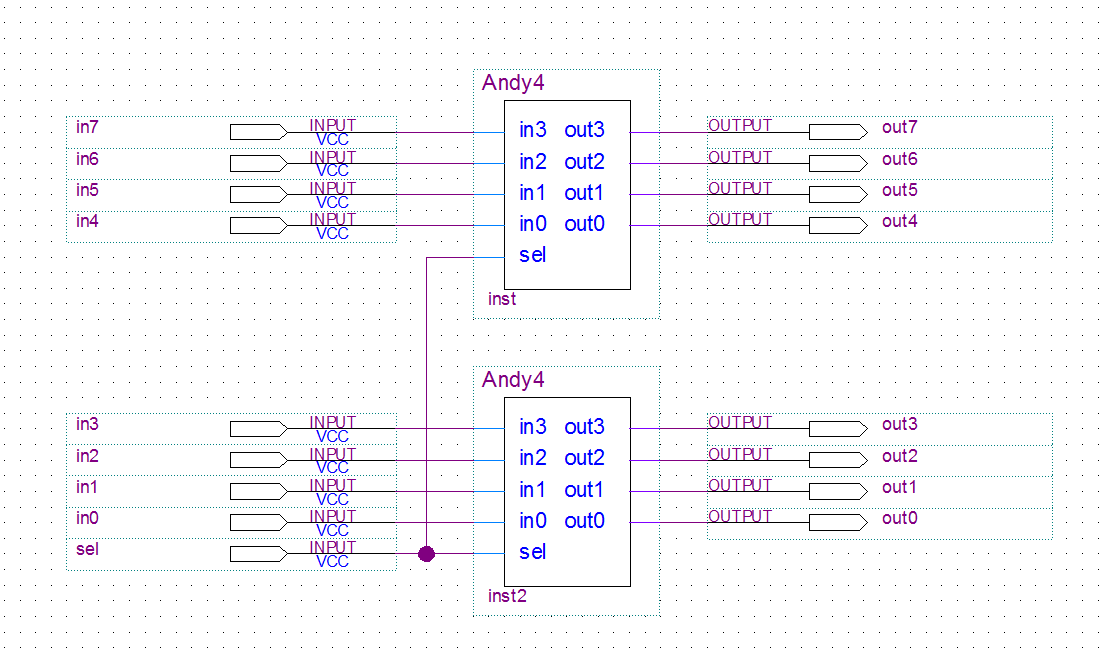 Andy4
in7 INPUT VCC in3 out3 OUTPUT out7
in6 INPUT VCC in2 out2 OUTPUT out6
in5 INPUT VCC in1 out1 OUTPUT out5
in4 INPUT VCC in0 out0 OUTPUT out4
sel
inst
Andy4
in3 INPUT VCC in3 out3 OUTPUT out3
in2 INPUT VCC in2 out2 OUTPUT out2
in1 INPUT VCC in1 out1 OUTPUT out1
in0 INPUT VCC in0 out0 OUTPUT out0
sel INPUT VCC sel
inst2